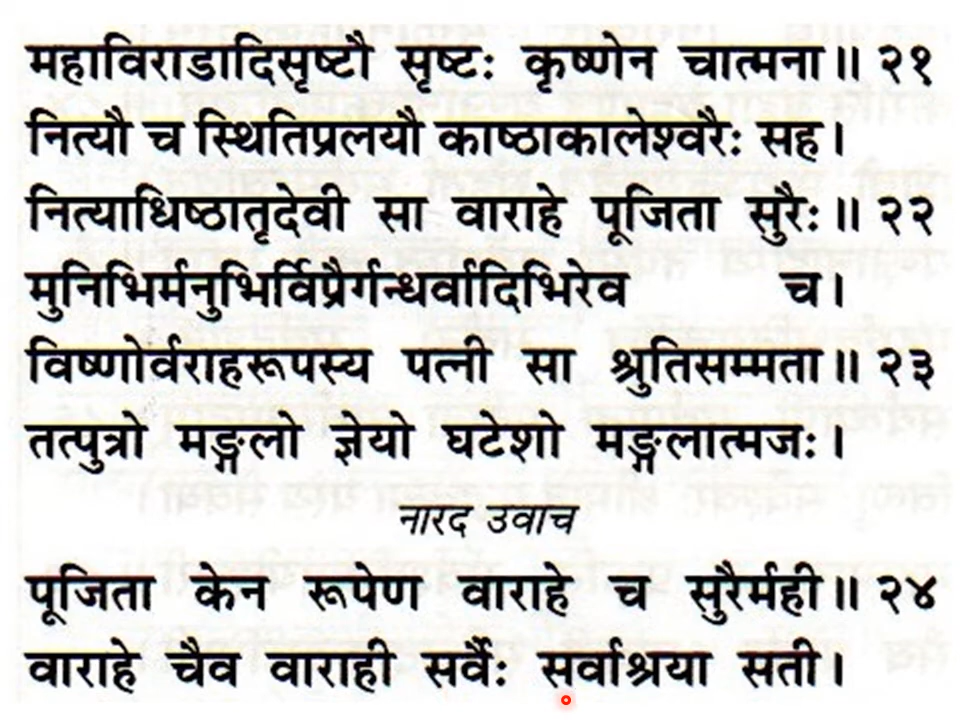 महाविराडादिसृष्टौ सृष्टः कृष्णेन चात्मना॥ २१
नित्यौ च स्थितिप्रलयौ काष्ठाकालेश्वरैः सह।
नित्याधिष्ठातृदेवी सा वाराहे पूजिता सुरैः॥ २२
मुनिभिर्मनुभिर्विप्रैर्गन्धर्वादिभिरेव च।
विष्णोर्वराहरूपस्य पत्नी सा श्रुतिसम्मता॥ २३
तत्पुत्रो मङ्गलो ज्ञेयो घटेशो मङ्गलात्मजः।
नारद उवाच
पूजिता केन रूपेण वाराहे च सुरैर्मही॥ २४
वाराहे चैव वाराही सर्वैः सर्वाश्रया सती।